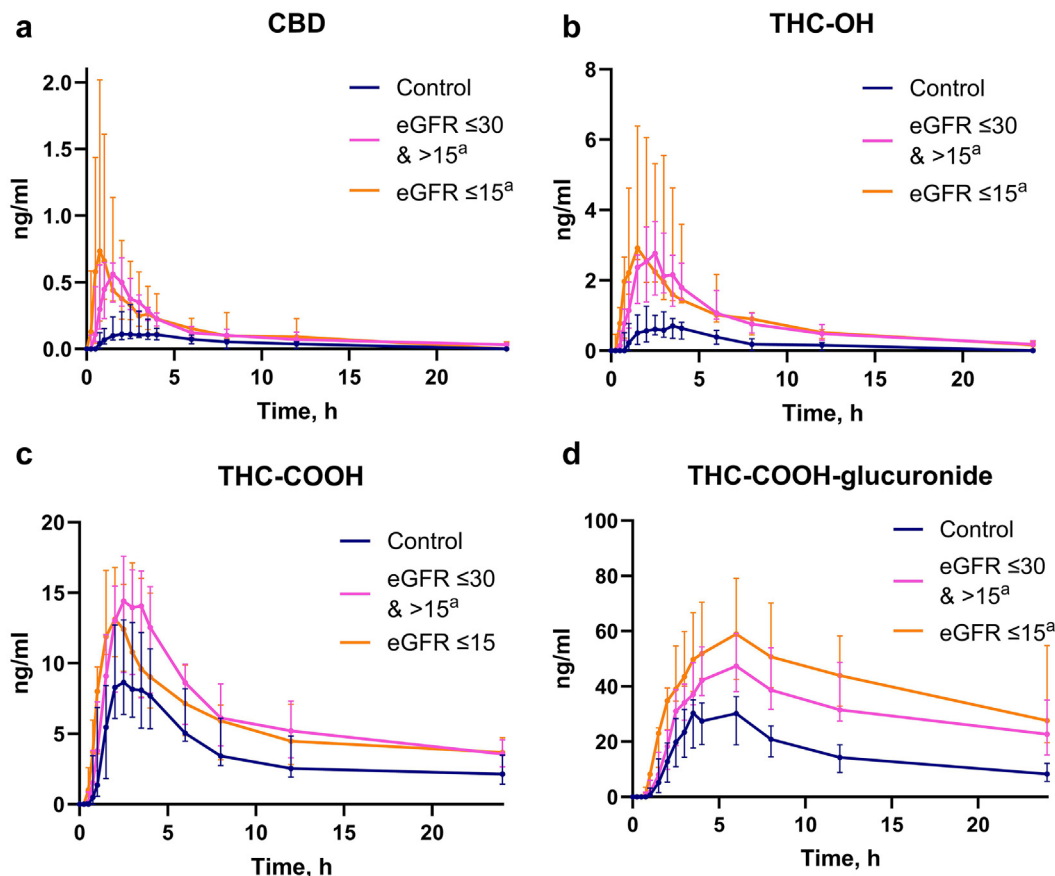 a
CBD
2.0
1.5
1.0
0.5
0.0
ng/ml
0
5
10
15
20
Time, h
Control
eGFR ≤30
& >15ᵃ
eGFR ≤15ᵃ
b
THC-OH
8
6
4
2
0
ng/ml
0
5
10
15
20
Time, h
Control
eGFR ≤30
& >15ᵃ
eGFR ≤15ᵃ
c
THC-COOH
20
15
10
5
0
ng/ml
0
5
10
15
20
Time, h
Control
eGFR ≤30
& >15ᵃ
eGFR ≤15
d
THC-COOH-glucuronide
100
80
60
40
20
0
ng/ml
0
5
10
15
20
Time, h
Control
eGFR ≤30
& >15ᵃ
eGFR ≤15ᵃ